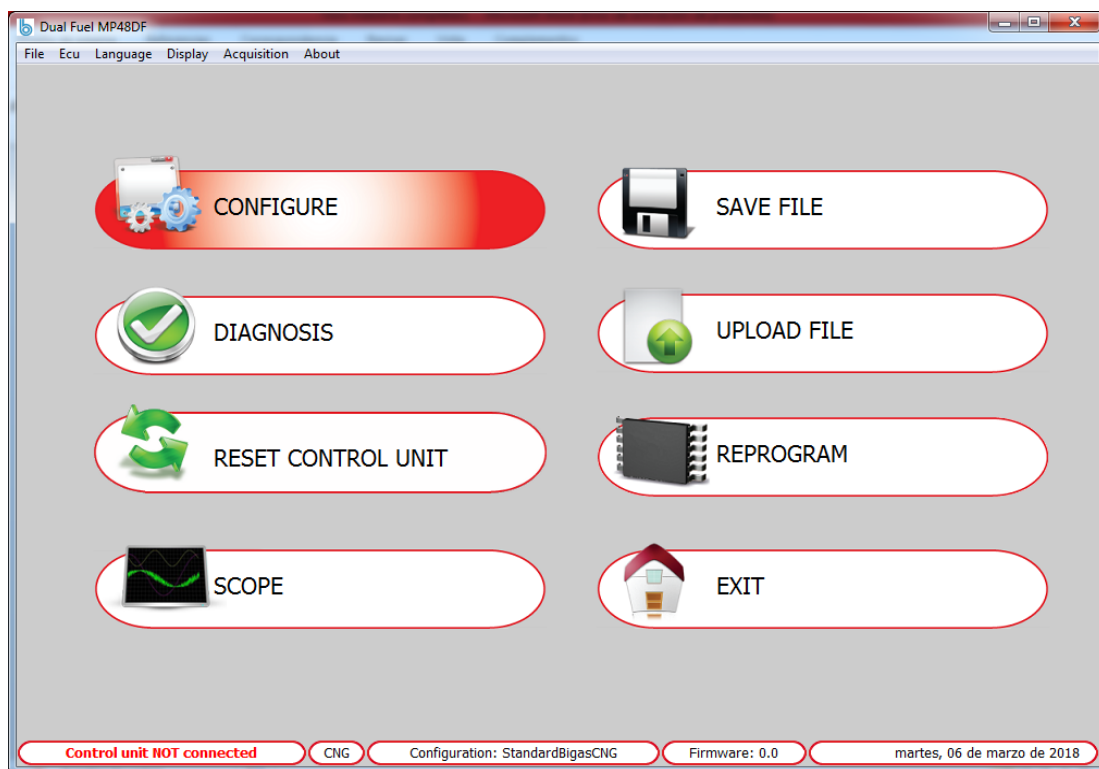 Dual Fuel MP48DF
File Ecu Language Display Acquisition About
CONFIGURE
SAVE FILE
DIAGNOSIS
UPLOAD FILE
RESET CONTROL UNIT
REPROGRAM
SCOPE
EXIT
Control unit NOT connected CNG Configuration: StandardBigasCNG Firmware: 0.0 martes, 06 de marzo de 2018